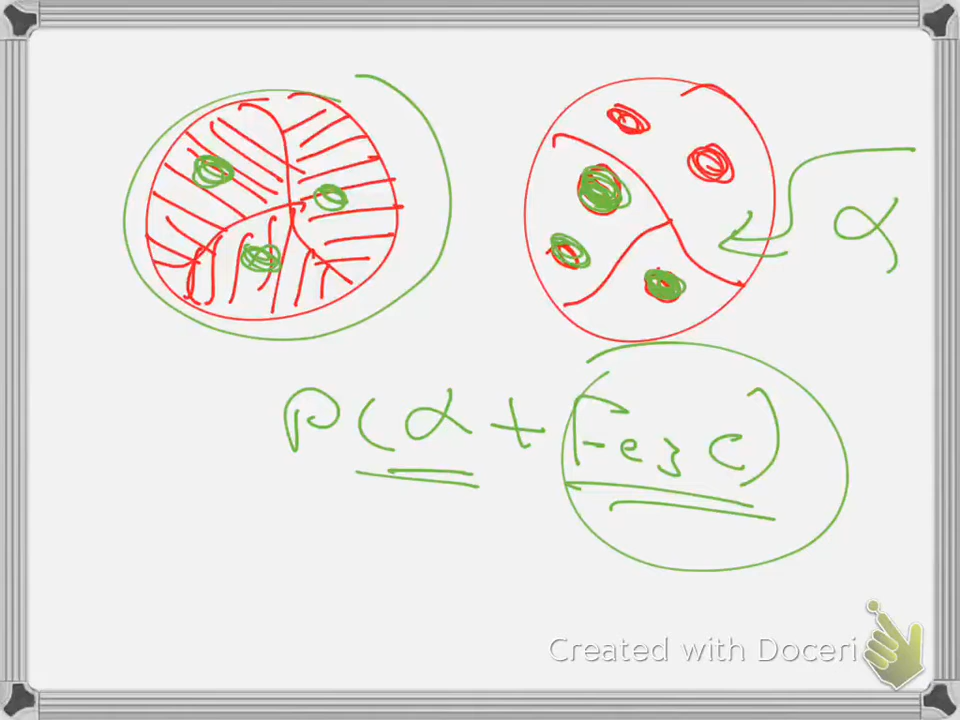 α
P(α + Fe3C)
Created with Doceri